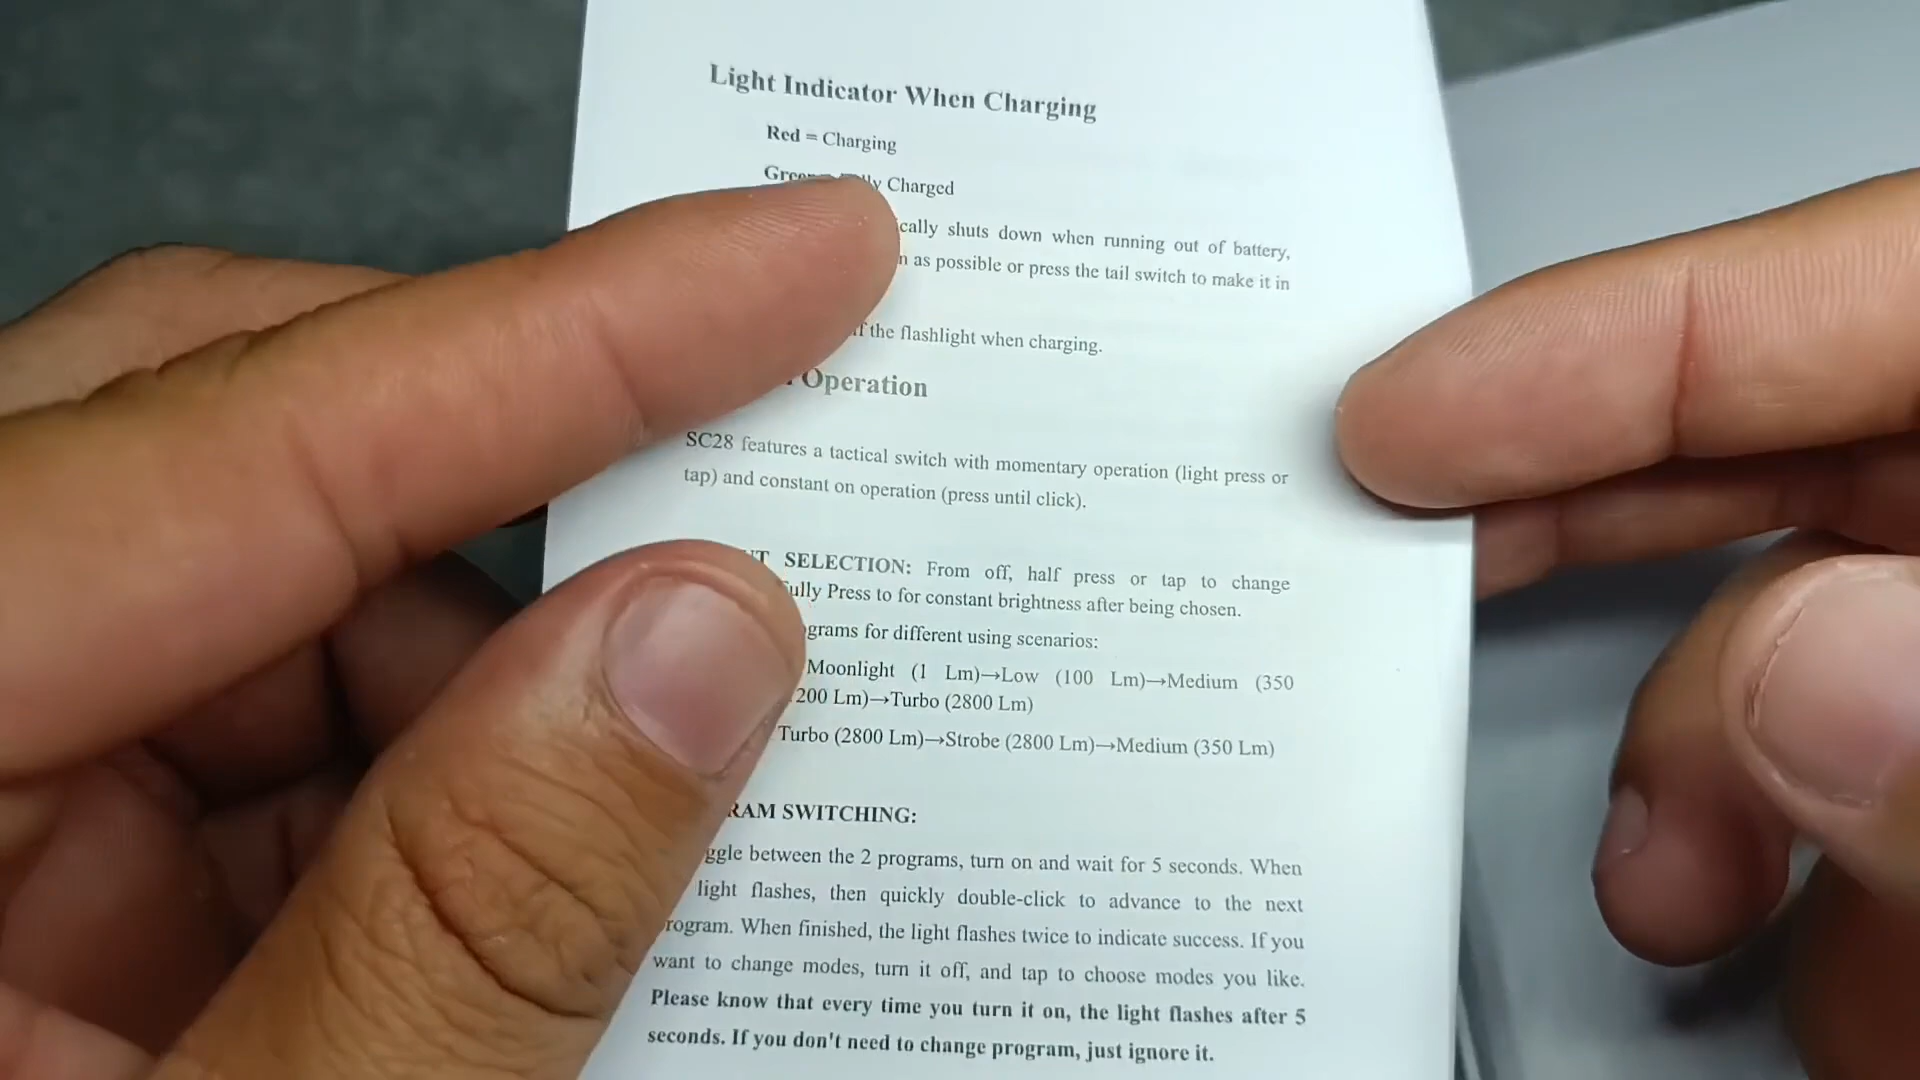 Light Indicator When Charging
Red = Charging
Charged
shuts down when running out of battery,
as possible or press the tail switch to make it in
the flashlight when charging.
Operation
SC28 features a tactical switch with momentary operation (light press or
tap) and constant on operation (press until click).
SELECTION: From off, half press or tap to change
Press to for constant brightness after being chosen.
for different using scenarios:
Moonlight (1 Lm)→Low (100 Lm)→Medium (350
200 Lm)→Turbo (2800 Lm)
Turbo (2800 Lm)→Strobe (2800 Lm)→Medium (350 Lm)
SWITCHING:
between the 2 programs, turn on and wait for 5 seconds. When
light flashes, then quickly double-click to advance to the next
rogram. When finished, the light flashes twice to indicate success. If you
want to change modes, turn it off, and tap to choose modes you like.
Please know that every time you turn it on, the light flashes after 5
seconds. If you don't need to change program, just ignore it.